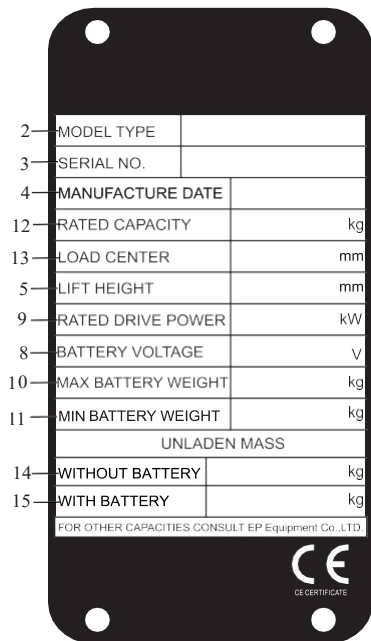 2 MODEL TYPE
3 SERIAL NO.
4 MANUFACTURE DATE
12 RATED CAPACITY kg
13 LOAD CENTER mm
5 LIFT HEIGHT mm
9 RATED DRIVE POWER kW
8 BATTERY VOLTAGE V
10 MAX BATTERY WEIGHT kg
11 MIN BATTERY WEIGHT kg
UNLADEN MASS
14 WITHOUT BATTERY kg
15 WITH BATTERY kg
FOR OTHER CAPACITIES CONSULT EP Equipment Co.,LTD.
CE
CE CERTIFICATE